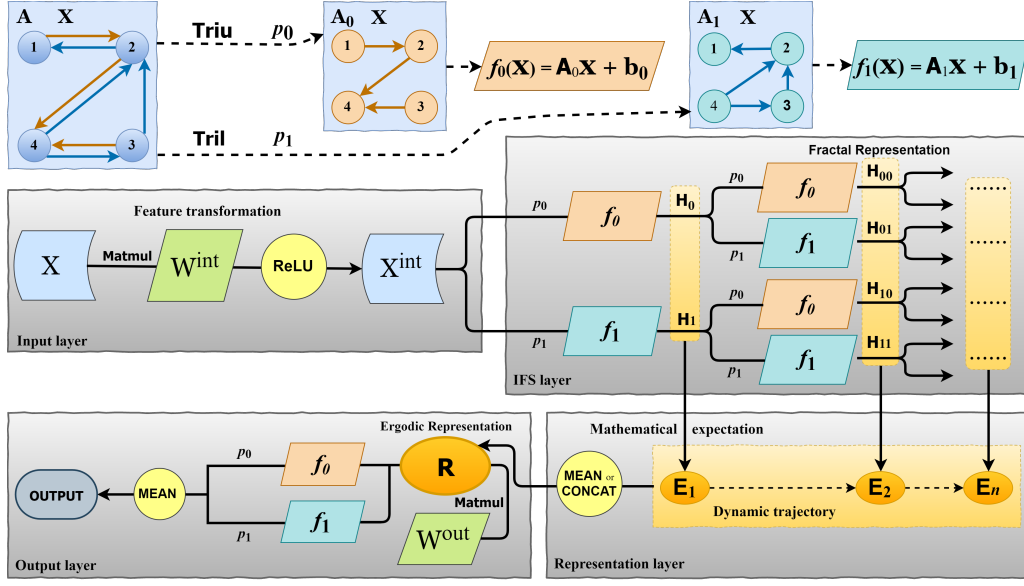 A X
1
2
4
3
Triu p0
Tril p1
A0 X
1
2
4
3
f0(X) = A0X + b0
A1 X
1
2
4
3
f1(X) = A1X + b1
Feature transformation
X
Matmul
Wint
ReLU
Xint
Input layer
Fractal Representation
p0
f0
H0
p0
f0
H00
p1
f1
H01
p1
f1
H1
p0
f0
H10
p1
f1
H11
......
......
......
......
IFS layer
Ergodic Representation
OUTPUT
MEAN
p0
f0
p1
f1
R
Matmul
Wout
Output layer
Mathematical expectation
MEAN or
CONCAT
E1
E2
En
Dynamic trajectory
Representation layer